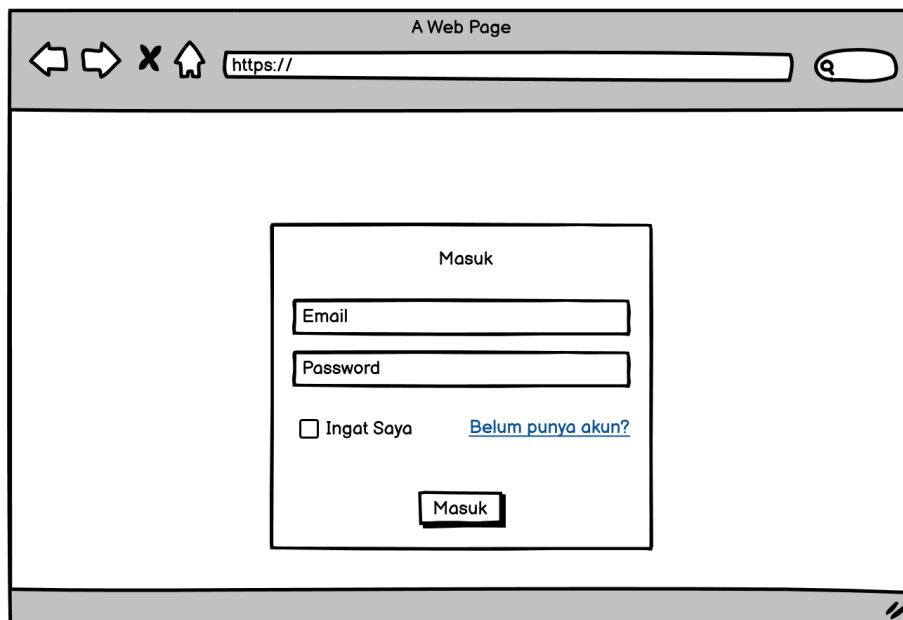 A Web Page
https://
Masuk
Email
Password
Ingat Saya
Belum punya akun?
Masuk